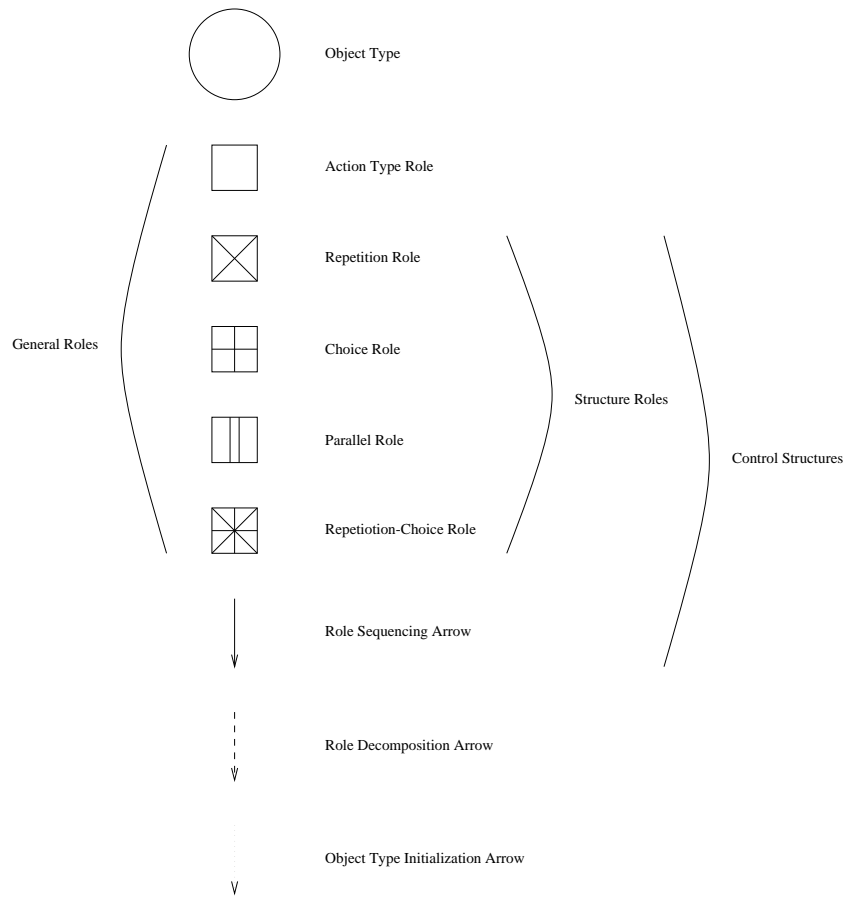 Object Type
Action Type Role
Repetition Role
General Roles
Choice Role
Structure Roles
Parallel Role
Control Structures
Repetiotion-Choice Role
Role Sequencing Arrow
Role Decomposition Arrow
Object Type Initialization Arrow